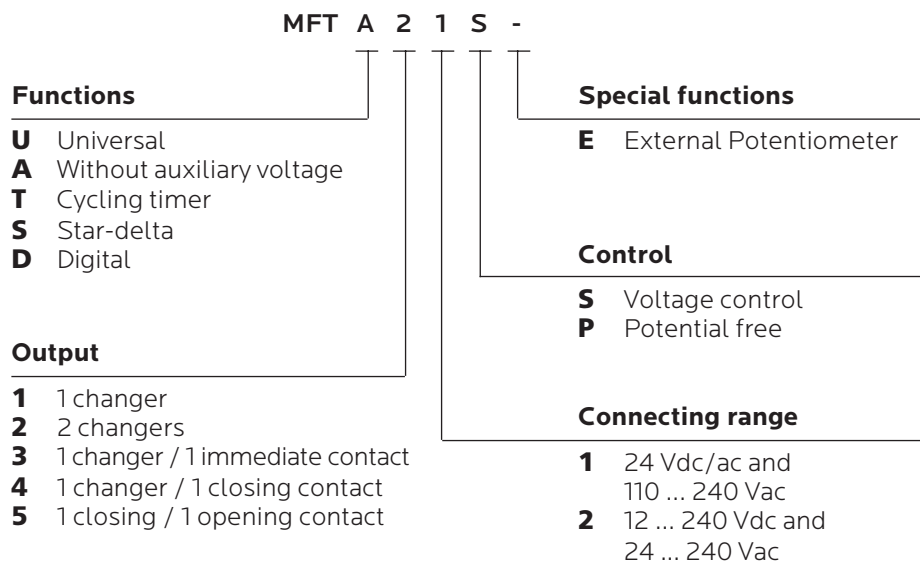 MFT A 2 1 S -
Functions
U Universal
A Without auxiliary voltage
T Cycling timer
S Star-delta
D Digital
Output
1 1 changer
2 2 changers
3 1 changer / 1 immediate contact
4 1 changer / 1 closing contact
5 1 closing / 1 opening contact
Special functions
E External Potentiometer
Control
S Voltage control
P Potential free
Connecting range
1 24 Vdc/ac and
110 ... 240 Vac
2 12 ... 240 Vdc and
24 ... 240 Vac